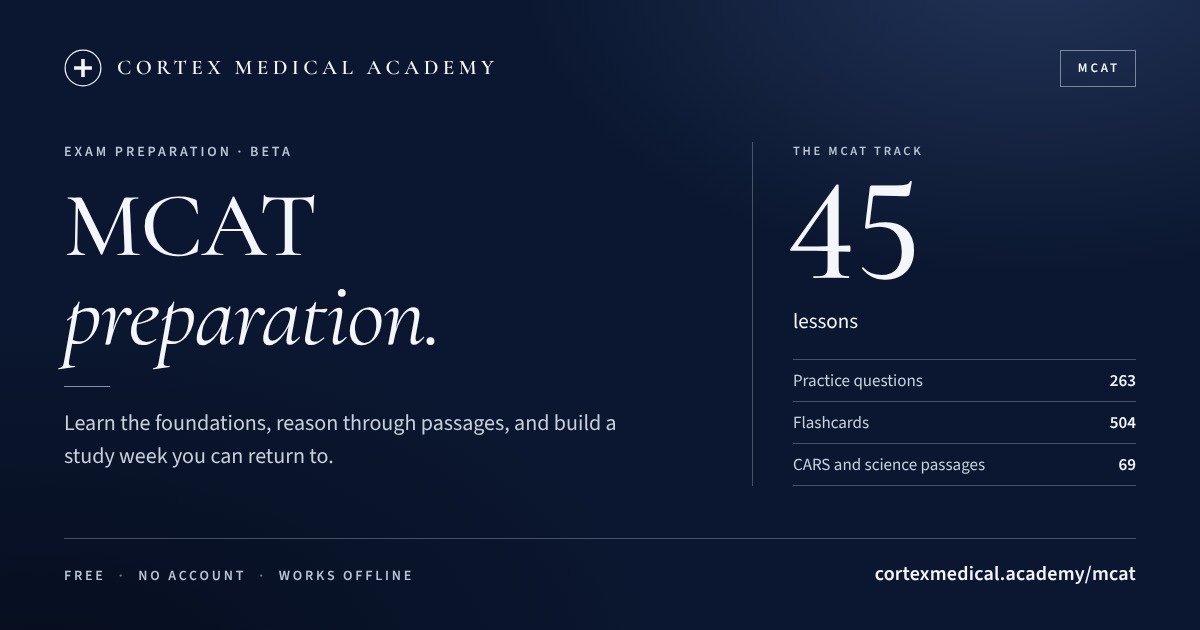 CORTEX MEDICAL ACADEMY
MCAT
EXAM PREPARATION · BETA
MCAT
preparation.
Learn the foundations, reason through passages, and build a
study week you can return to.
THE MCAT TRACK
45
lessons
Practice questions 263
Flashcards 504
CARS and science passages 69
FREE · NO ACCOUNT · WORKS OFFLINE
cortexmedical.academy/mcat